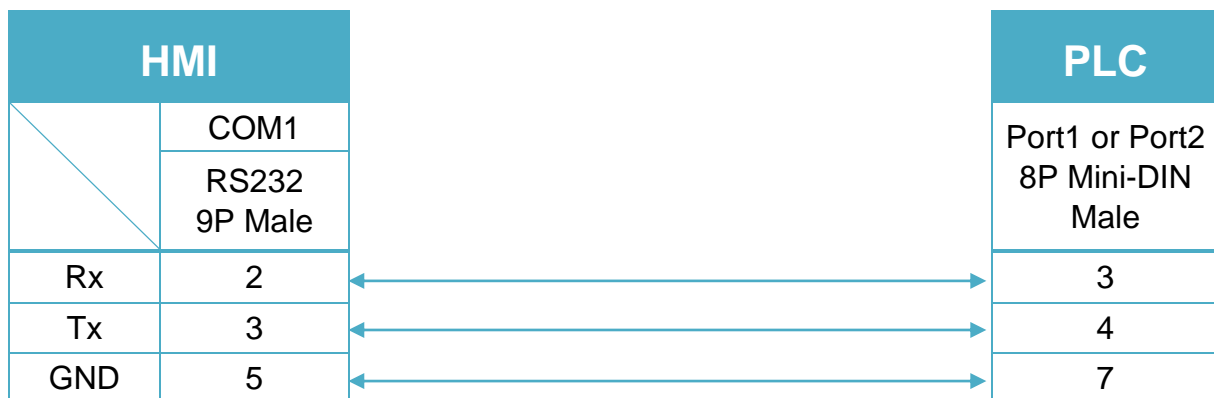 HMI
PLC
COM1
RS232
9P Male
Port1 or Port2
8P Mini-DIN
Male
Rx 2 3
Tx 3 4
GND 5 7